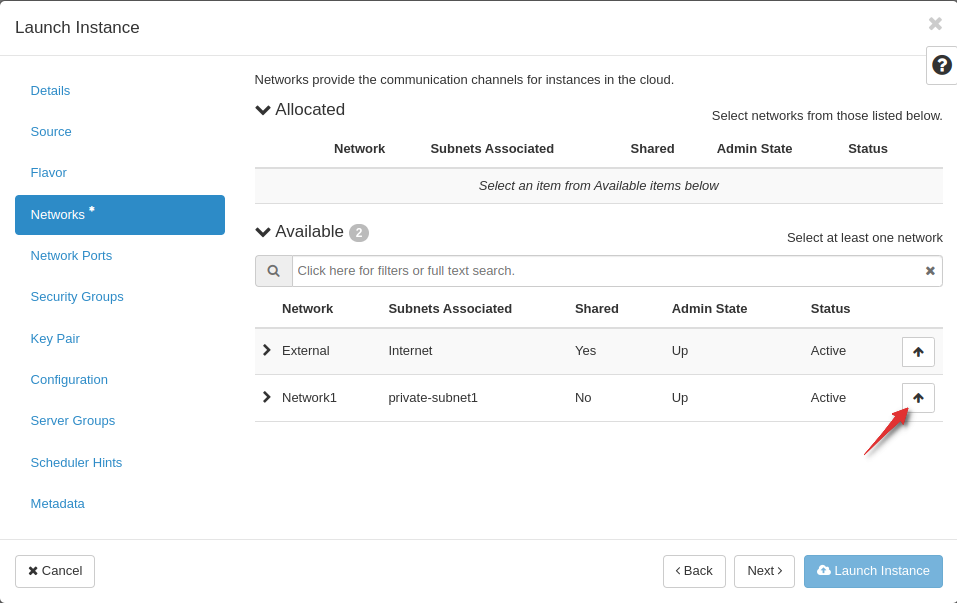 Launch Instance
Details
Source
Flavor
Networks *
Network Ports
Security Groups
Key Pair
Configuration
Server Groups
Scheduler Hints
Metadata
Networks provide the communication channels for instances in the cloud.
Allocated
Select networks from those listed below.
Network Subnets Associated Shared Admin State Status
Select an item from Available items below
Available 2
Select at least one network
Click here for filters or full text search.
Network Subnets Associated Shared Admin State Status
External Internet Yes Up Active
Network1 private-subnet1 No Up Active
Cancel
‹ Back
Next ›
Launch Instance